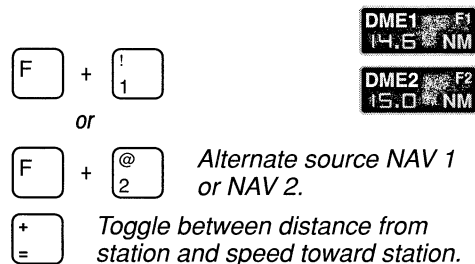 DME1 F1
14.6 NM
F + ! 1
DME2 F2
15.0 NM
or
F + @ 2 Alternate source NAV 1
or NAV 2.
+ = Toggle between distance from
station and speed toward station.